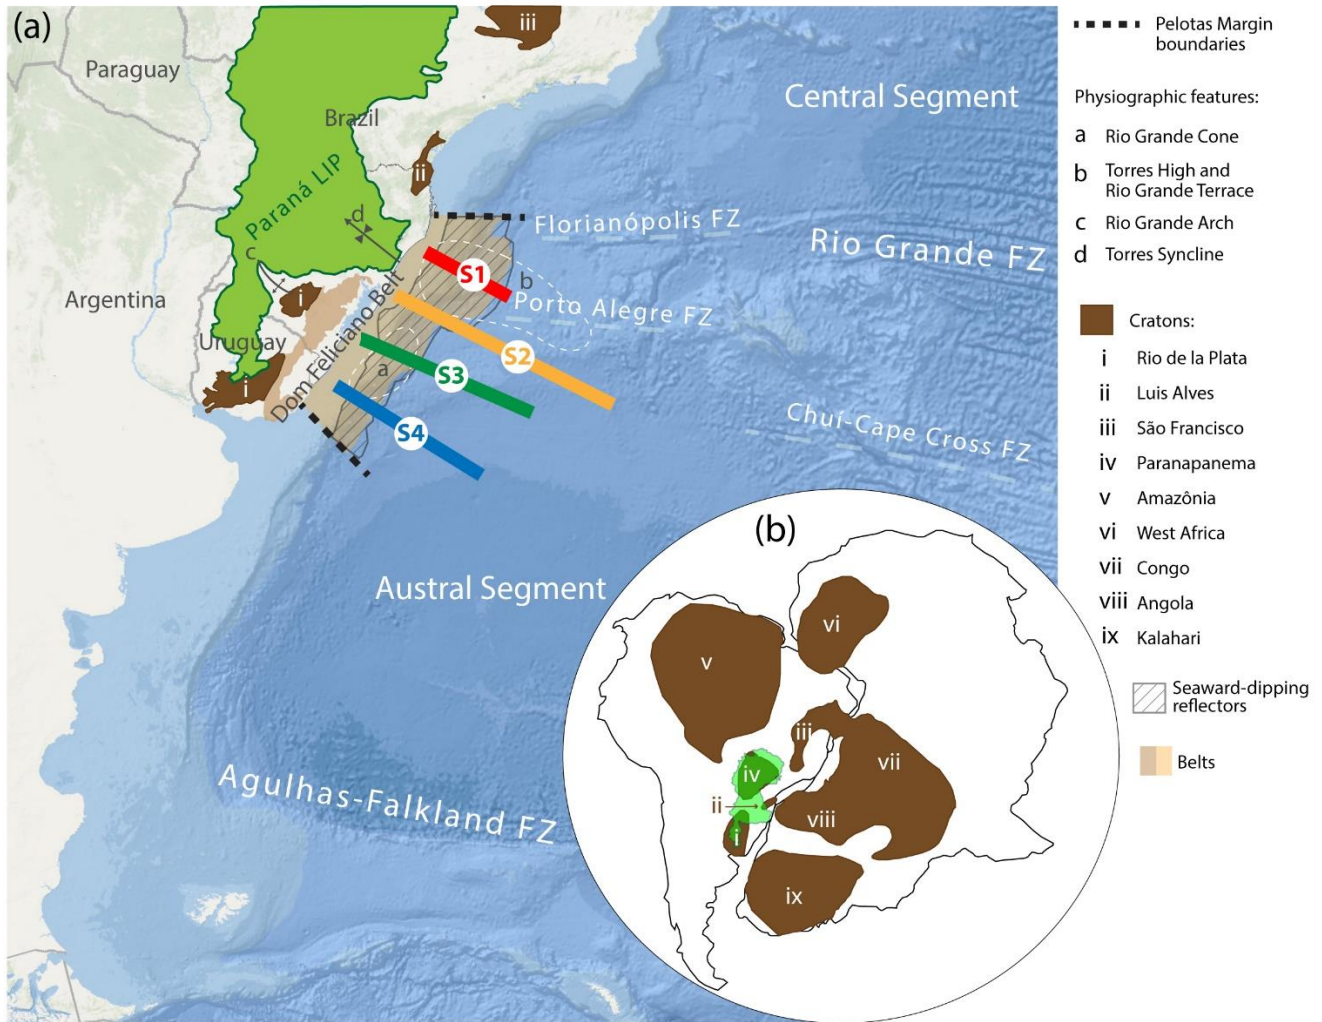 (a)
Paraguay
Brazil
Paraná LIP
Argentina
Uruguay
Dom Feliciano Belt
iii
ii
i
i
d
c
b
a
S1
S2
S3
S4
Central Segment
Florianópolis FZ
Rio Grande FZ
Porto Alegre FZ
Chuí-Cape Cross FZ
Austral Segment
Agulhas-Falkland FZ
(b)
vi
v
iii
iv
vii
ii
viii
i
ix
Pelotas Margin
boundaries
Physiographic features:
a Rio Grande Cone
b Torres High and
Rio Grande Terrace
c Rio Grande Arch
d Torres Syncline
Cratons:
i Rio de la Plata
ii Luis Alves
iii São Francisco
iv Paranapanema
v Amazônia
vi West Africa
vii Congo
viii Angola
ix Kalahari
Seaward-dipping
reflectors
Belts